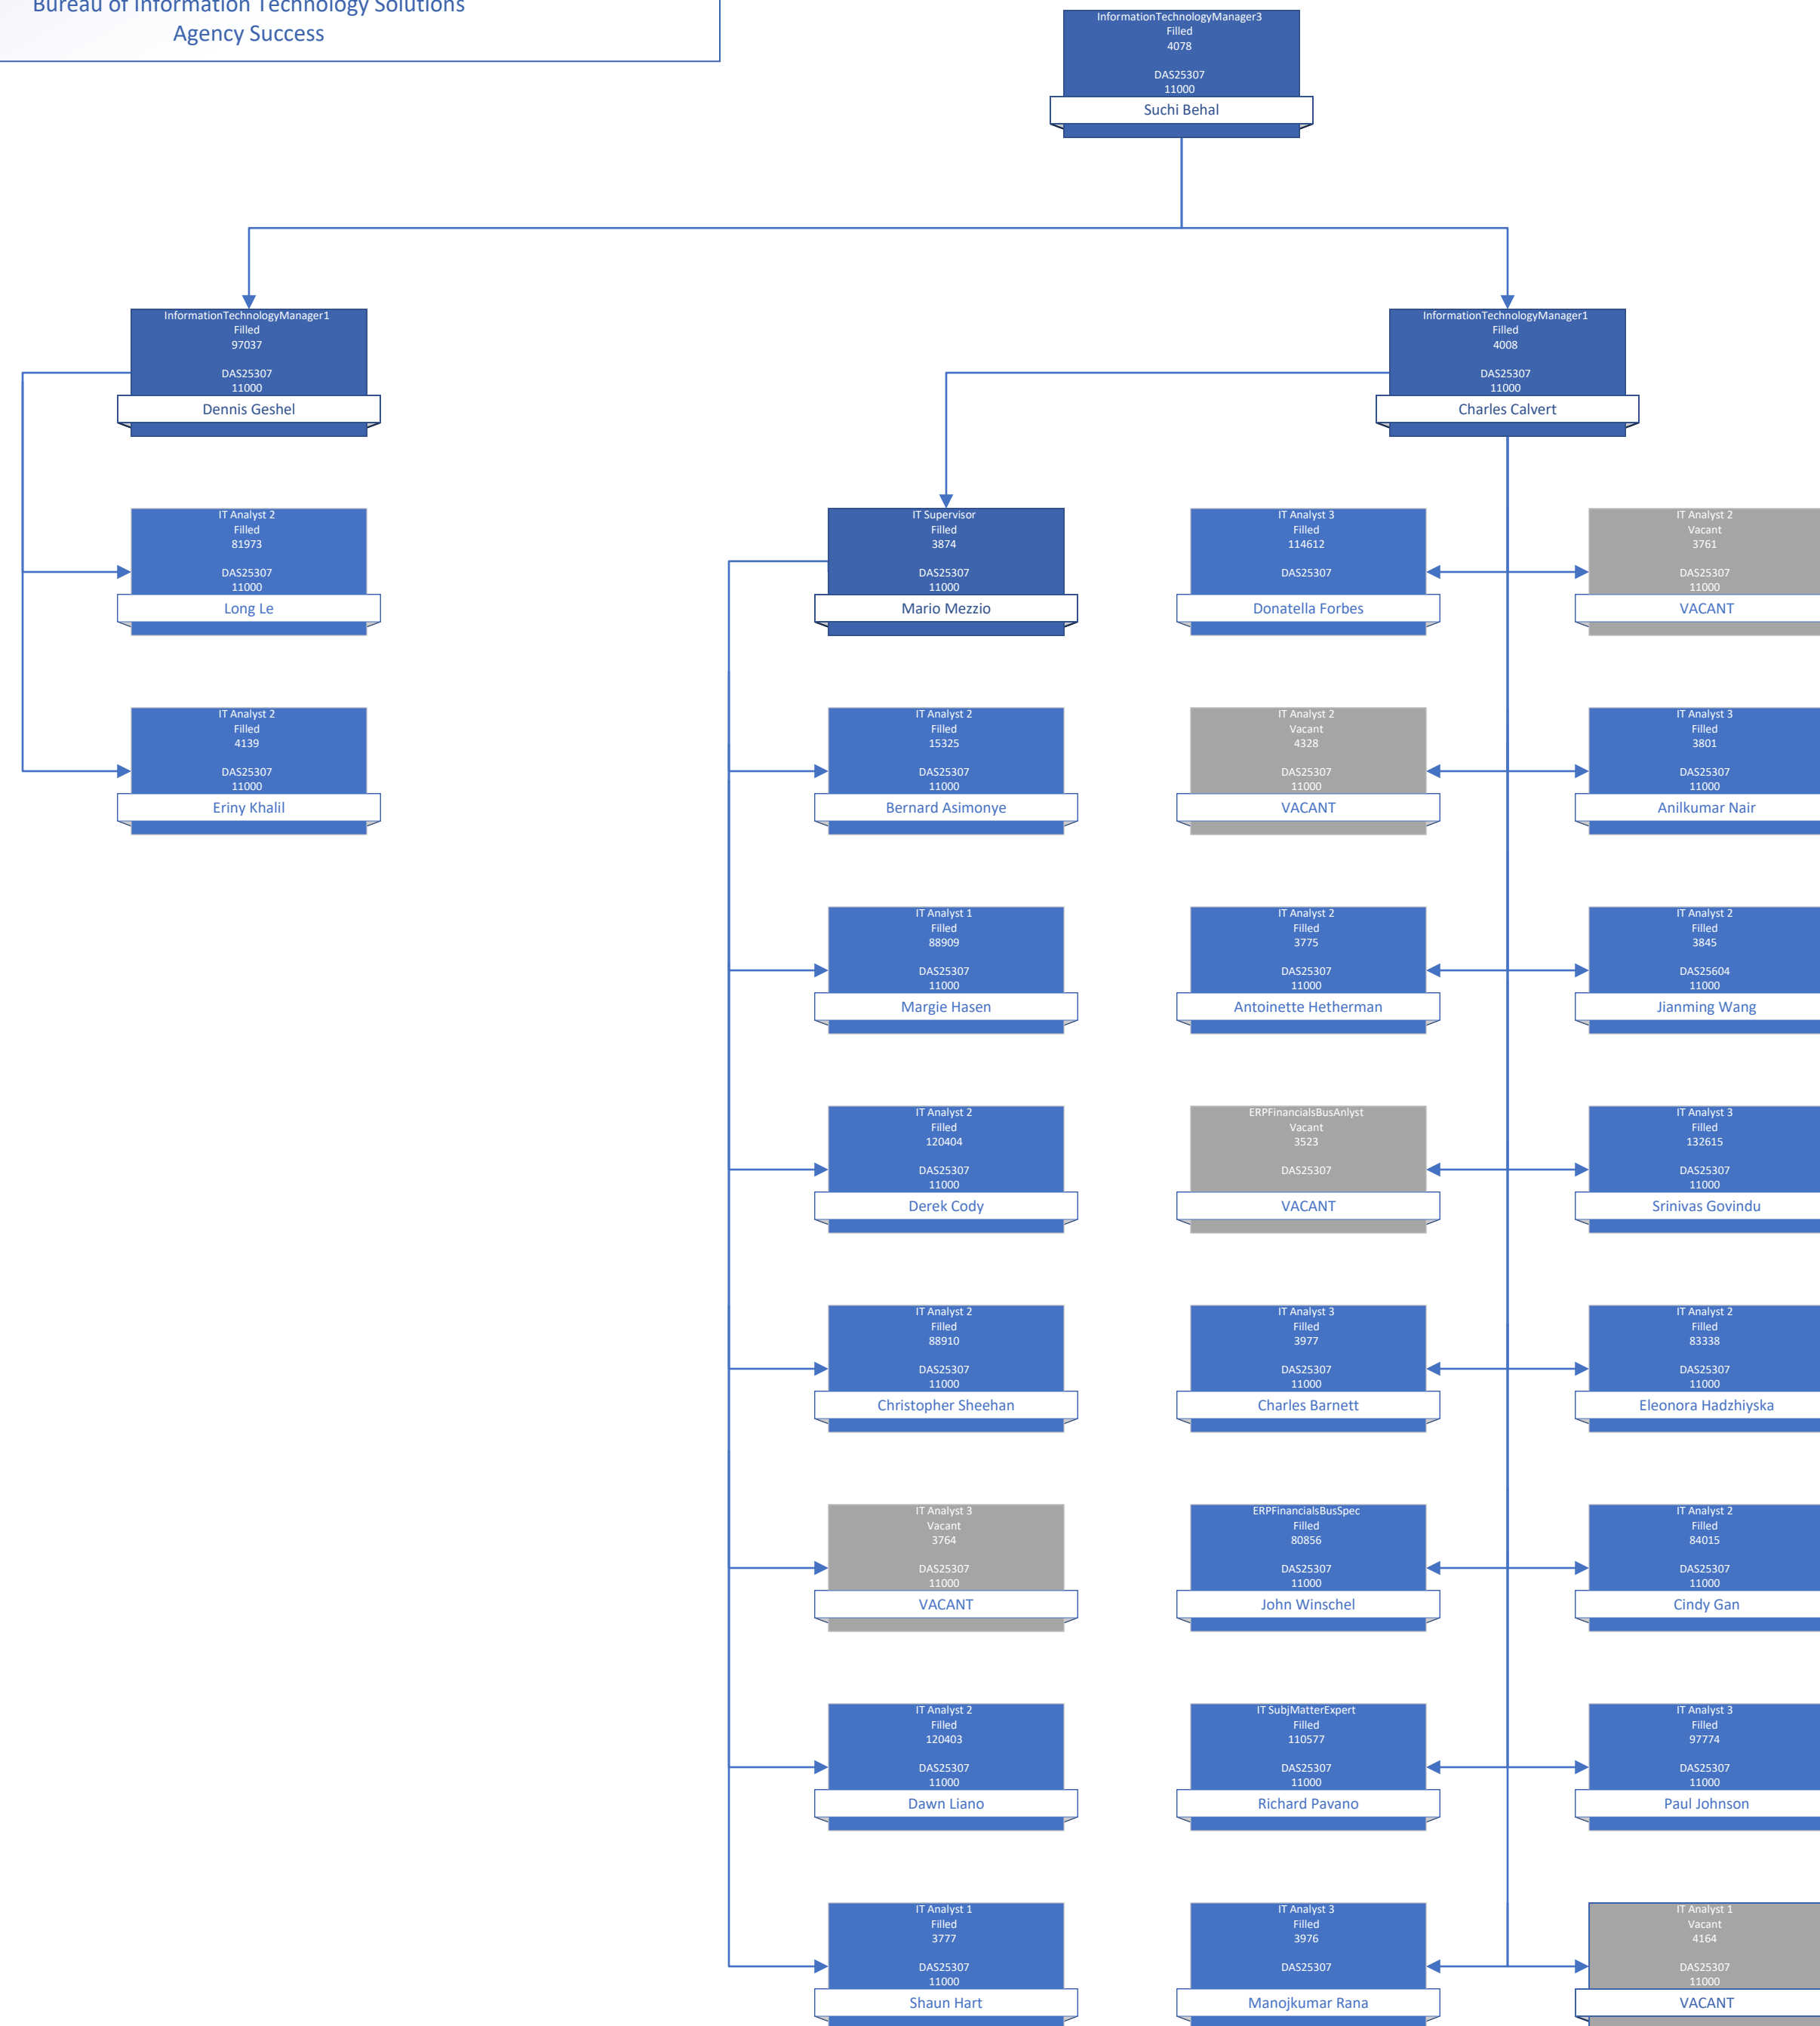 Bureau of Information Technology Solutions
Agency Success
InformationTechnologyManager3
Filled
4078
DAS25307
11000
Suchi Behal
InformationTechnologyManager1
Filled
97037
DAS25307
11000
Dennis Geshel
InformationTechnologyManager1
Filled
4008
DAS25307
11000
Charles Calvert
IT Analyst 2
Filled
81973
DAS25307
11000
Long Le
IT Supervisor
Filled
3874
DAS25307
11000
Mario Mezzio
IT Analyst 3
Filled
114612
DAS25307
Donatella Forbes
IT Analyst 2
Vacant
3761
DAS25307
11000
VACANT
IT Analyst 2
Filled
4139
DAS25307
11000
Eriny Khalil
IT Analyst 2
Filled
15325
DAS25307
11000
Bernard Asimonye
IT Analyst 2
Vacant
4328
DAS25307
11000
VACANT
IT Analyst 3
Filled
3801
DAS25307
11000
Anilkumar Nair
IT Analyst 1
Filled
88909
DAS25307
11000
Margie Hasen
IT Analyst 2
Filled
3775
DAS25307
11000
Antoinette Hetherman
IT Analyst 2
Filled
3845
DAS25604
11000
Jianming Wang
IT Analyst 2
Filled
120404
DAS25307
11000
Derek Cody
ERPFinancialsBusAnlyst
Vacant
3523
DAS25307
VACANT
IT Analyst 3
Filled
132615
DAS25307
11000
Srinivas Govindu
IT Analyst 2
Filled
88910
DAS25307
11000
Christopher Sheehan
IT Analyst 3
Filled
3977
DAS25307
11000
Charles Barnett
IT Analyst 2
Filled
83338
DAS25307
11000
Eleonora Hadzhiyska
IT Analyst 3
Vacant
3764
DAS25307
11000
VACANT
ERPFinancialsBusSpec
Filled
80856
DAS25307
11000
John Winschel
IT Analyst 2
Filled
84015
DAS25307
11000
Cindy Gan
IT Analyst 2
Filled
120403
DAS25307
11000
Dawn Liano
IT SubjMatterExpert
Filled
110577
DAS25307
11000
Richard Pavano
IT Analyst 3
Filled
97774
DAS25307
11000
Paul Johnson
IT Analyst 1
Filled
3777
DAS25307
11000
Shaun Hart
IT Analyst 3
Filled
3976
DAS25307
Manojkumar Rana
IT Analyst 1
Vacant
4164
DAS25307
11000
VACANT